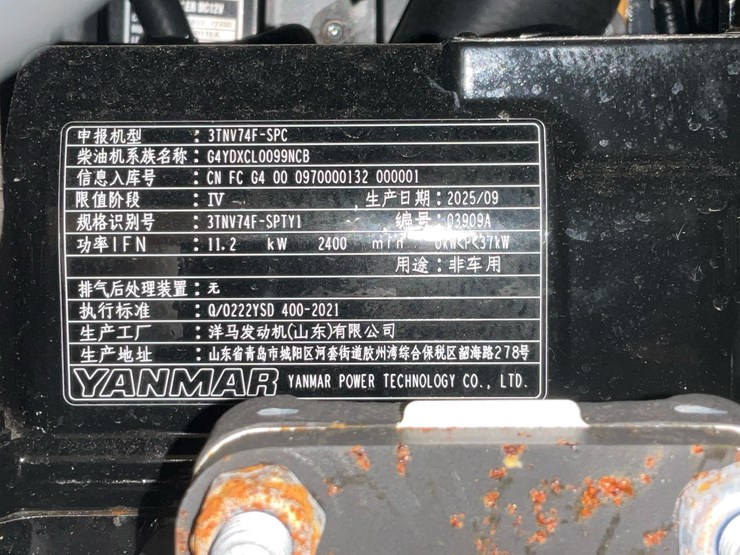 DC12V
申报机型 : 3TNV74F-SPC
柴油机系族名称 : G4YDXCL0099NCB
信息入库号 : CN FC G4 00 0970000132 000001
限值阶段 : IV 生产日期 : 2025/09
规格识别号 : 3TNV74F-SPTY1 编号 : 03909A
功率IFN : 11.2 kW 2400 0kW<P<37kW
用途 : 非车用
排气后处理装置 : 无
执行标准 : Q/0222YSD 400-2021
生产工厂 : 洋马发动机(山东)有限公司
生产地址 : 山东省青岛市城阳区河套街道胶州湾综合保税区韶海路278号
YANMAR YANMAR POWER TECHNOLOGY CO., LTD.